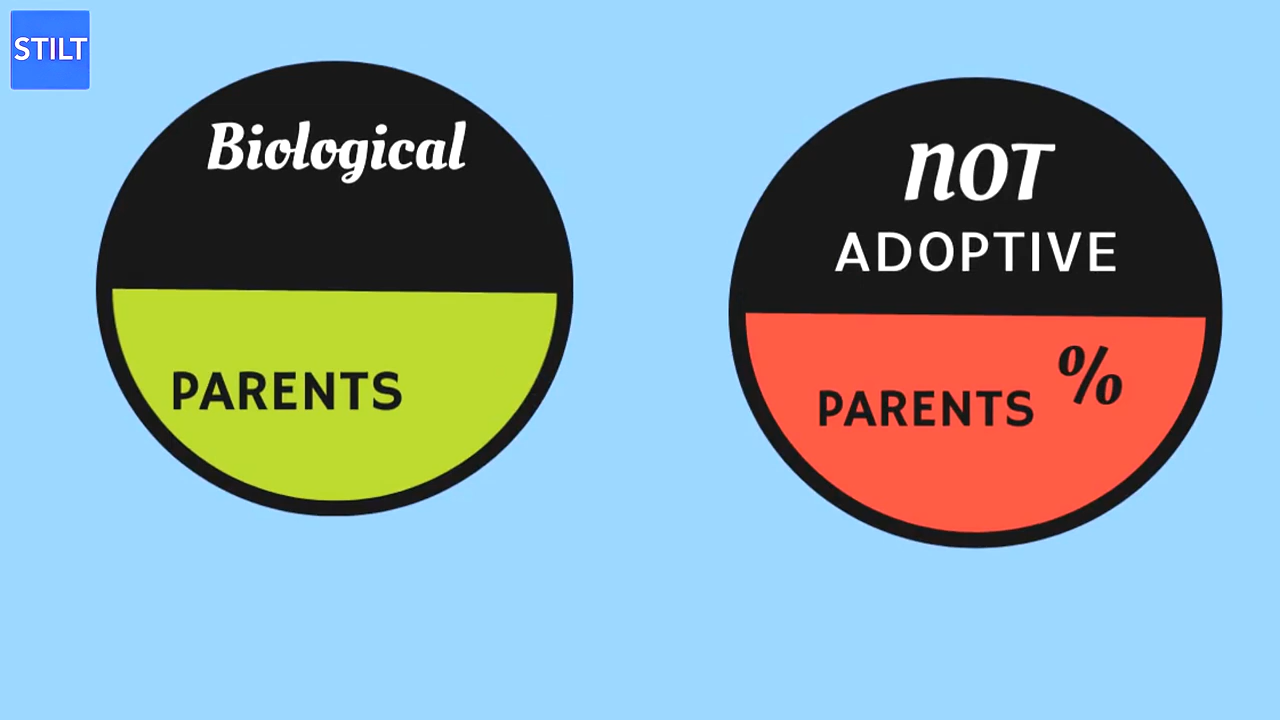 STILT
Biological
PARENTS
NOT
ADOPTIVE
PARENTS %